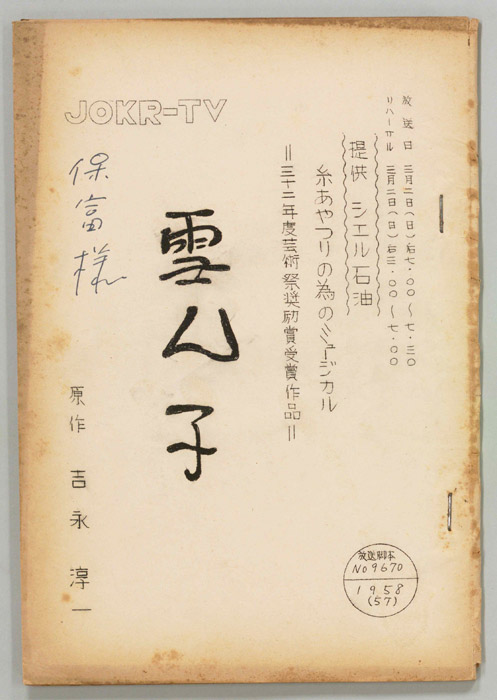 放送日 三月二日(日)后七・〇〇～七・三〇
リハーサル 三月二日(日)后三・〇〇～七・〇〇
提供 シエル石油
糸あやつりの為のミュージカル
＝三十二年度芸術祭奨励賞受賞作品＝
雪ん子
JOKR-TV
保富様
原作 吉永淳一
放送脚本
No 9670
1958
(57)